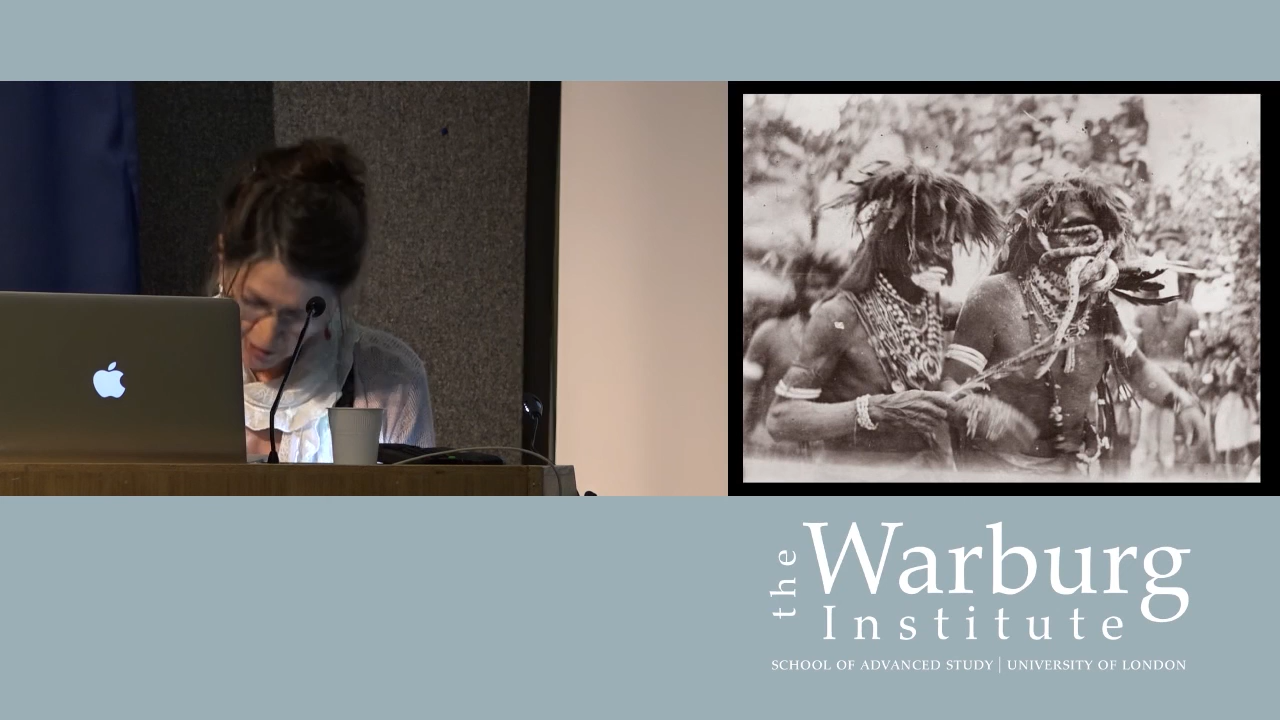 the Warburg
Institute
SCHOOL OF ADVANCED STUDY | UNIVERSITY OF LONDON